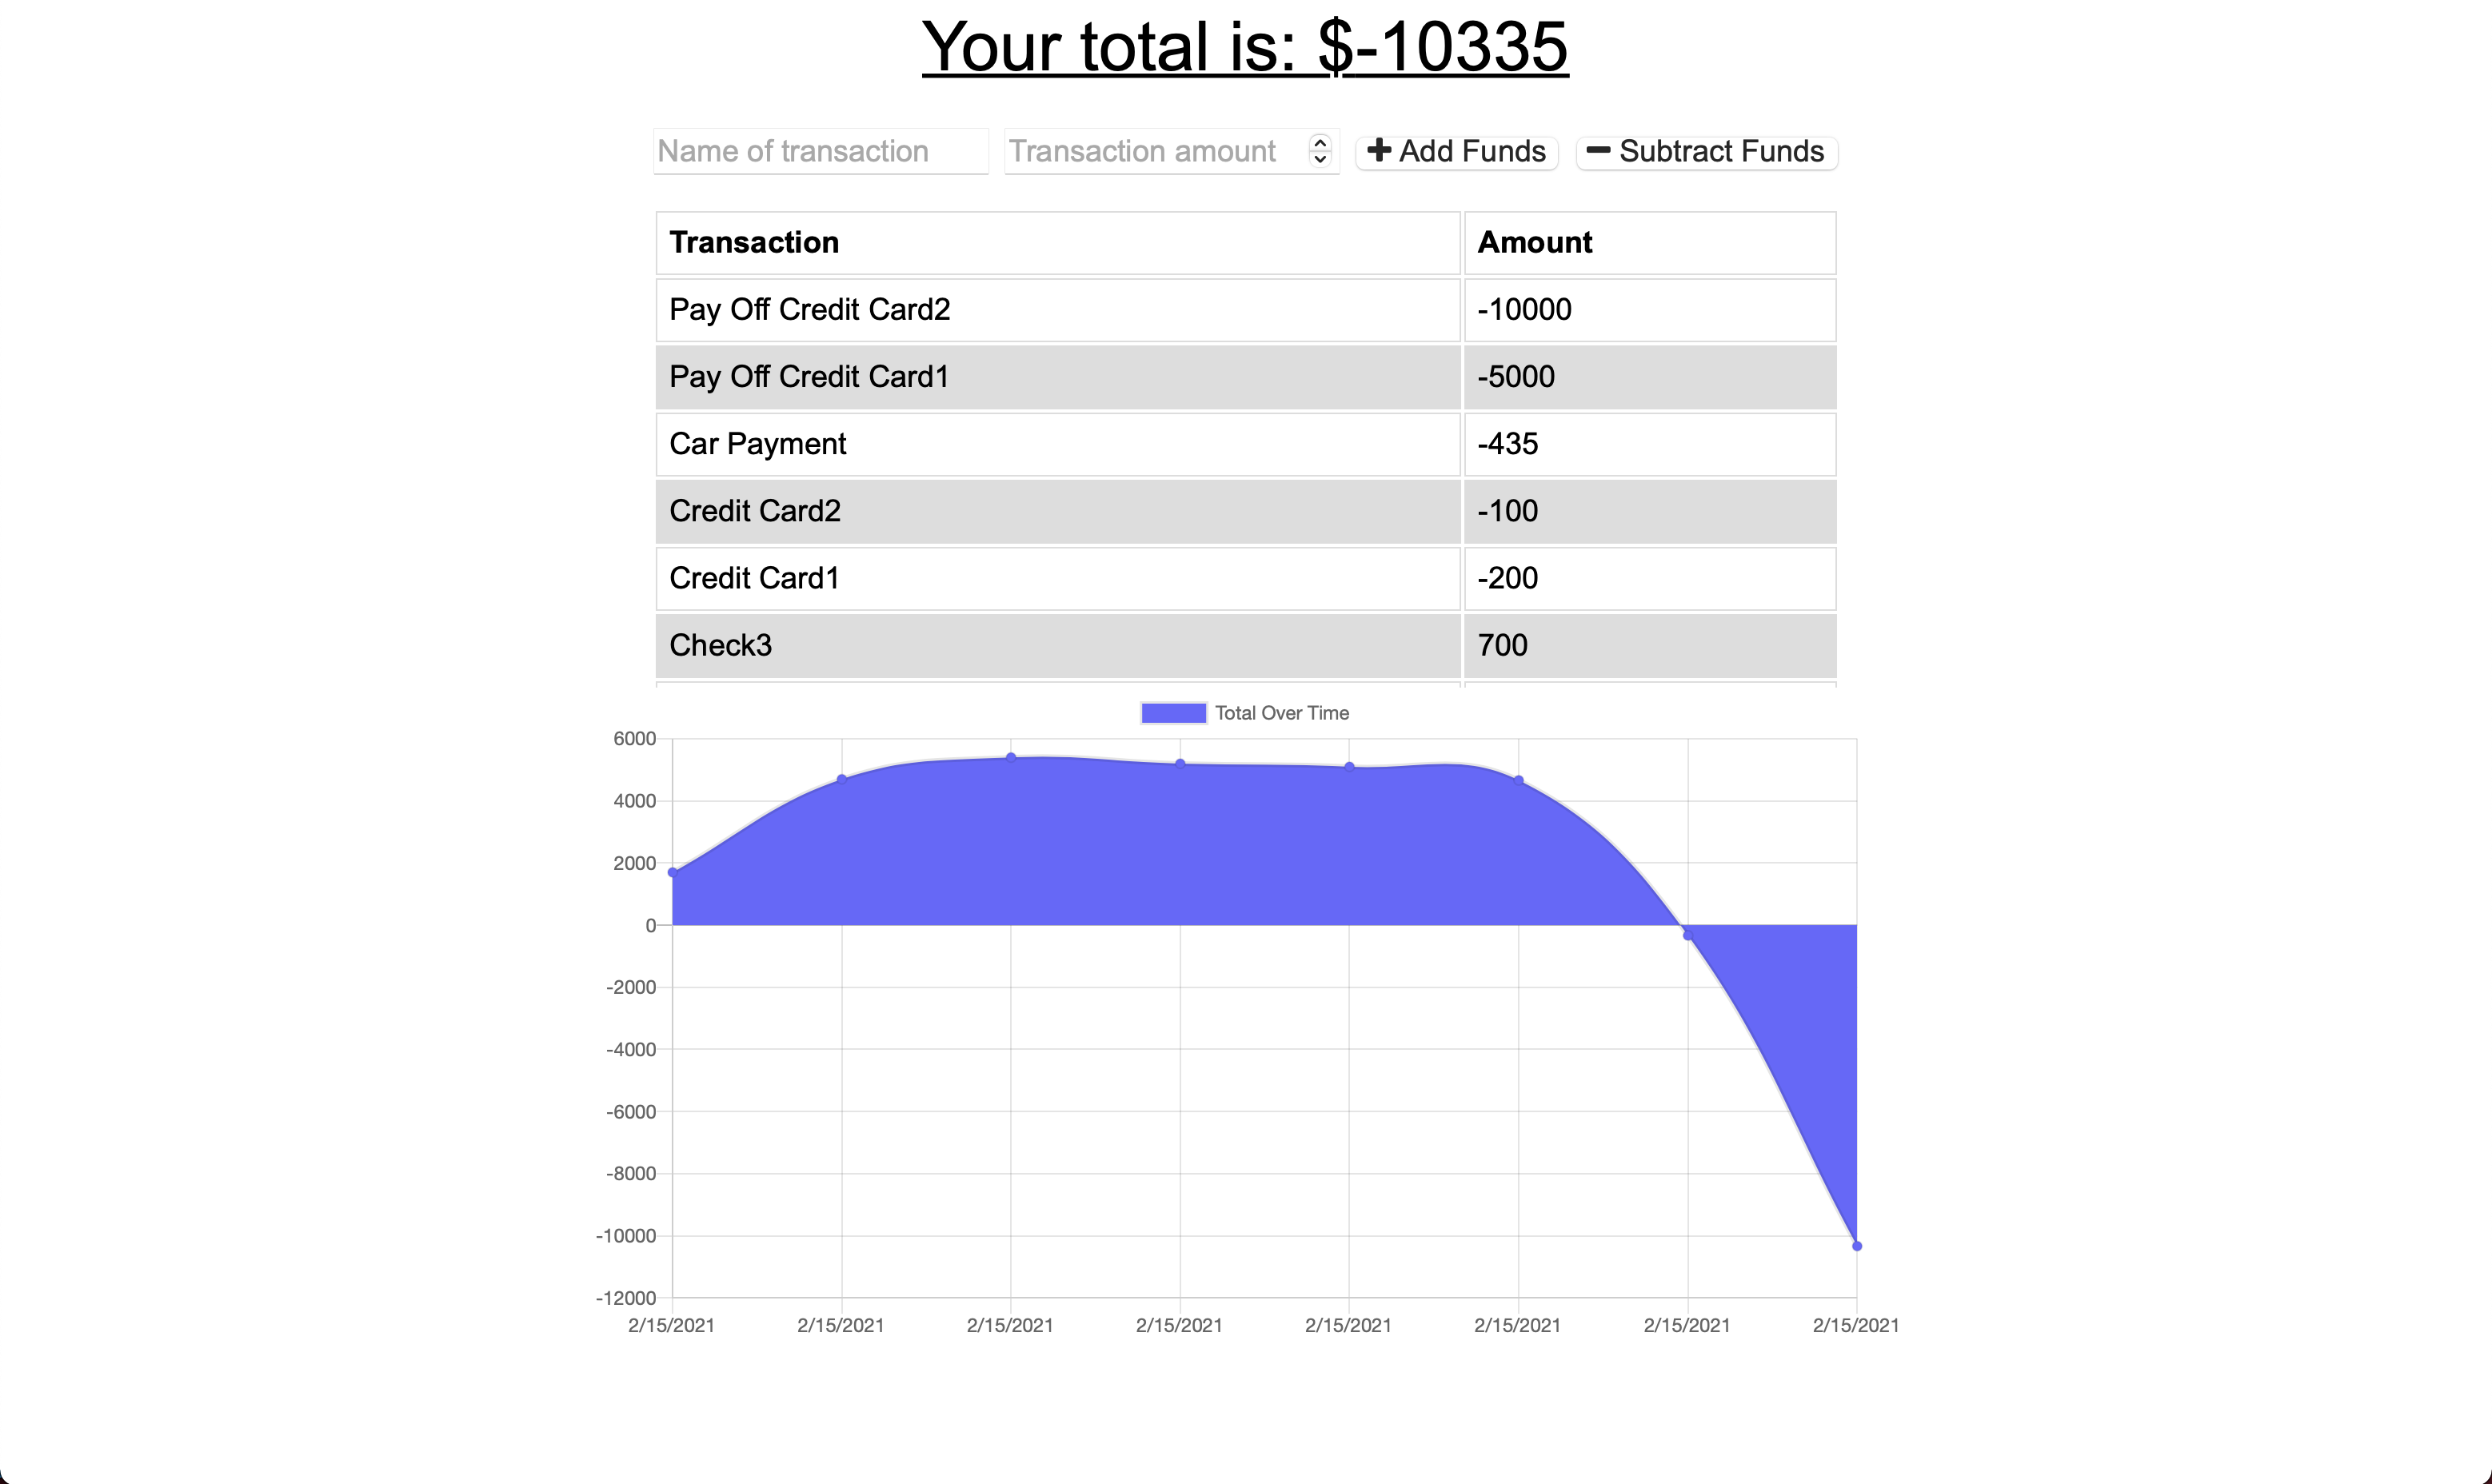 Your total is: $-10335
Name of transaction Transaction amount Add Funds Subtract Funds
Transaction Amount
Pay Off Credit Card2 -10000
Pay Off Credit Card1 -5000
Car Payment -435
Credit Card2 -100
Credit Card1 -200
Check3 700
Total Over Time
6000
4000
2000
0
-2000
-4000
-6000
-8000
-10000
-12000
2/15/2021 2/15/2021 2/15/2021 2/15/2021 2/15/2021 2/15/2021 2/15/2021 2/15/2021